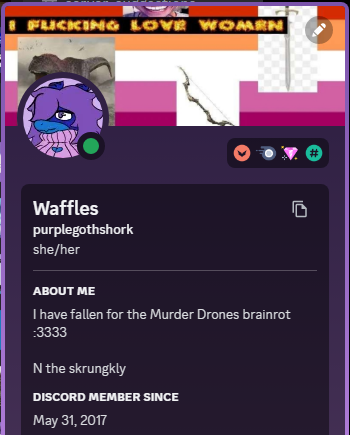 I FUCKING LOVE WOMEN
#
Waffles
purplegothshork
she/her
ABOUT ME
I have fallen for the Murder Drones brainrot
:3333
N the skrungkly
DISCORD MEMBER SINCE
May 31, 2017